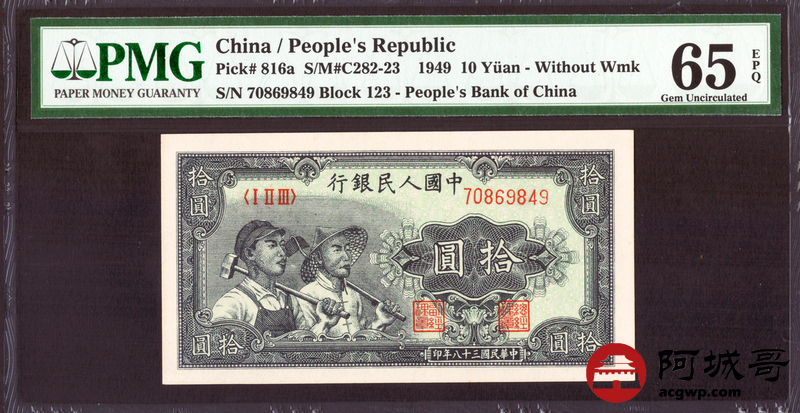 PMG
PAPER MONEY GUARANTY
China / People's Republic
Pick# 816a S/M#C282-23 1949 10 Yüan - Without Wmk
S/N 70869849 Block 123 - People's Bank of China
65 EPQ
Gem Uncirculated
行銀民人國中
〈I II III〉
70869849
拾圓
拾圓
圓拾
圓拾
拾圓
印年八十三國民華中
阿城哥
acgwp.com